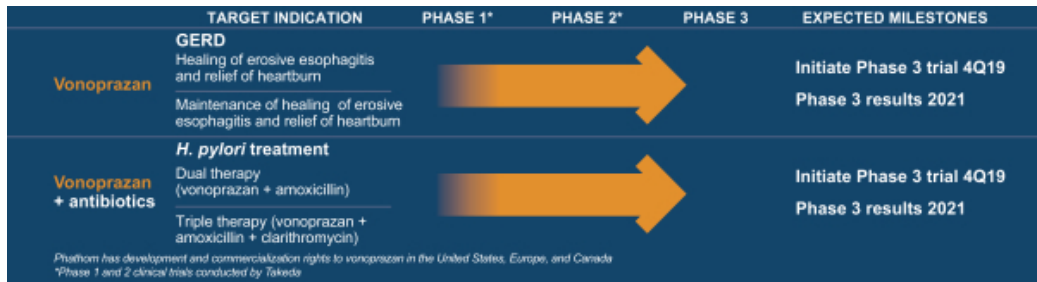 TARGET INDICATION PHASE 1* PHASE 2* PHASE 3 EXPECTED MILESTONES
Vonoprazan
GERD
Healing of erosive esophagitis
and relief of heartburn
Maintenance of healing of erosive
esophagitis and relief of heartburn
Initiate Phase 3 trial 4Q19
Phase 3 results 2021
Vonoprazan
+ antibiotics
H. pylori treatment
Dual therapy
(vonoprazan + amoxicillin)
Triple therapy (vonoprazan +
amoxicillin + clarithromycin)
Initiate Phase 3 trial 4Q19
Phase 3 results 2021
Phathom has development and commercialization rights to vonoprazan in the United States, Europe, and Canada
*Phase 1 and 2 clinical trials conducted by Takeda